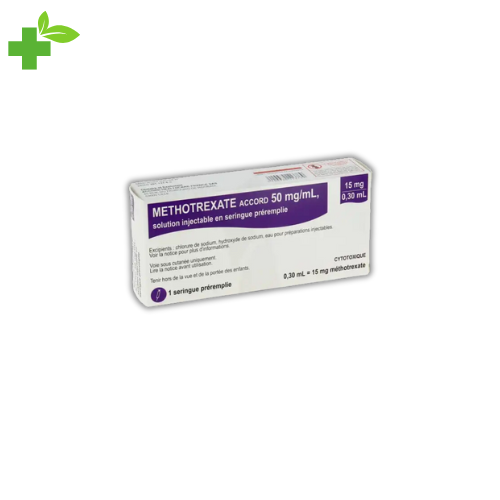 METHOTREXATE ACCORD 50 mg/mL,
solution injectable en seringue préremplie
15 mg
0,30 mL
Excipients : chlorure de sodium, hydroxyde de sodium, eau pour préparations injectables.
Voir la notice pour plus d'informations.
Voie sous cutanée uniquement.
Lire la notice avant utilisation.
Tenir hors de la vue et de la portée des enfants.
CYTOTOXIQUE
0,30 mL = 15 mg méthotrexate
1 seringue préremplie